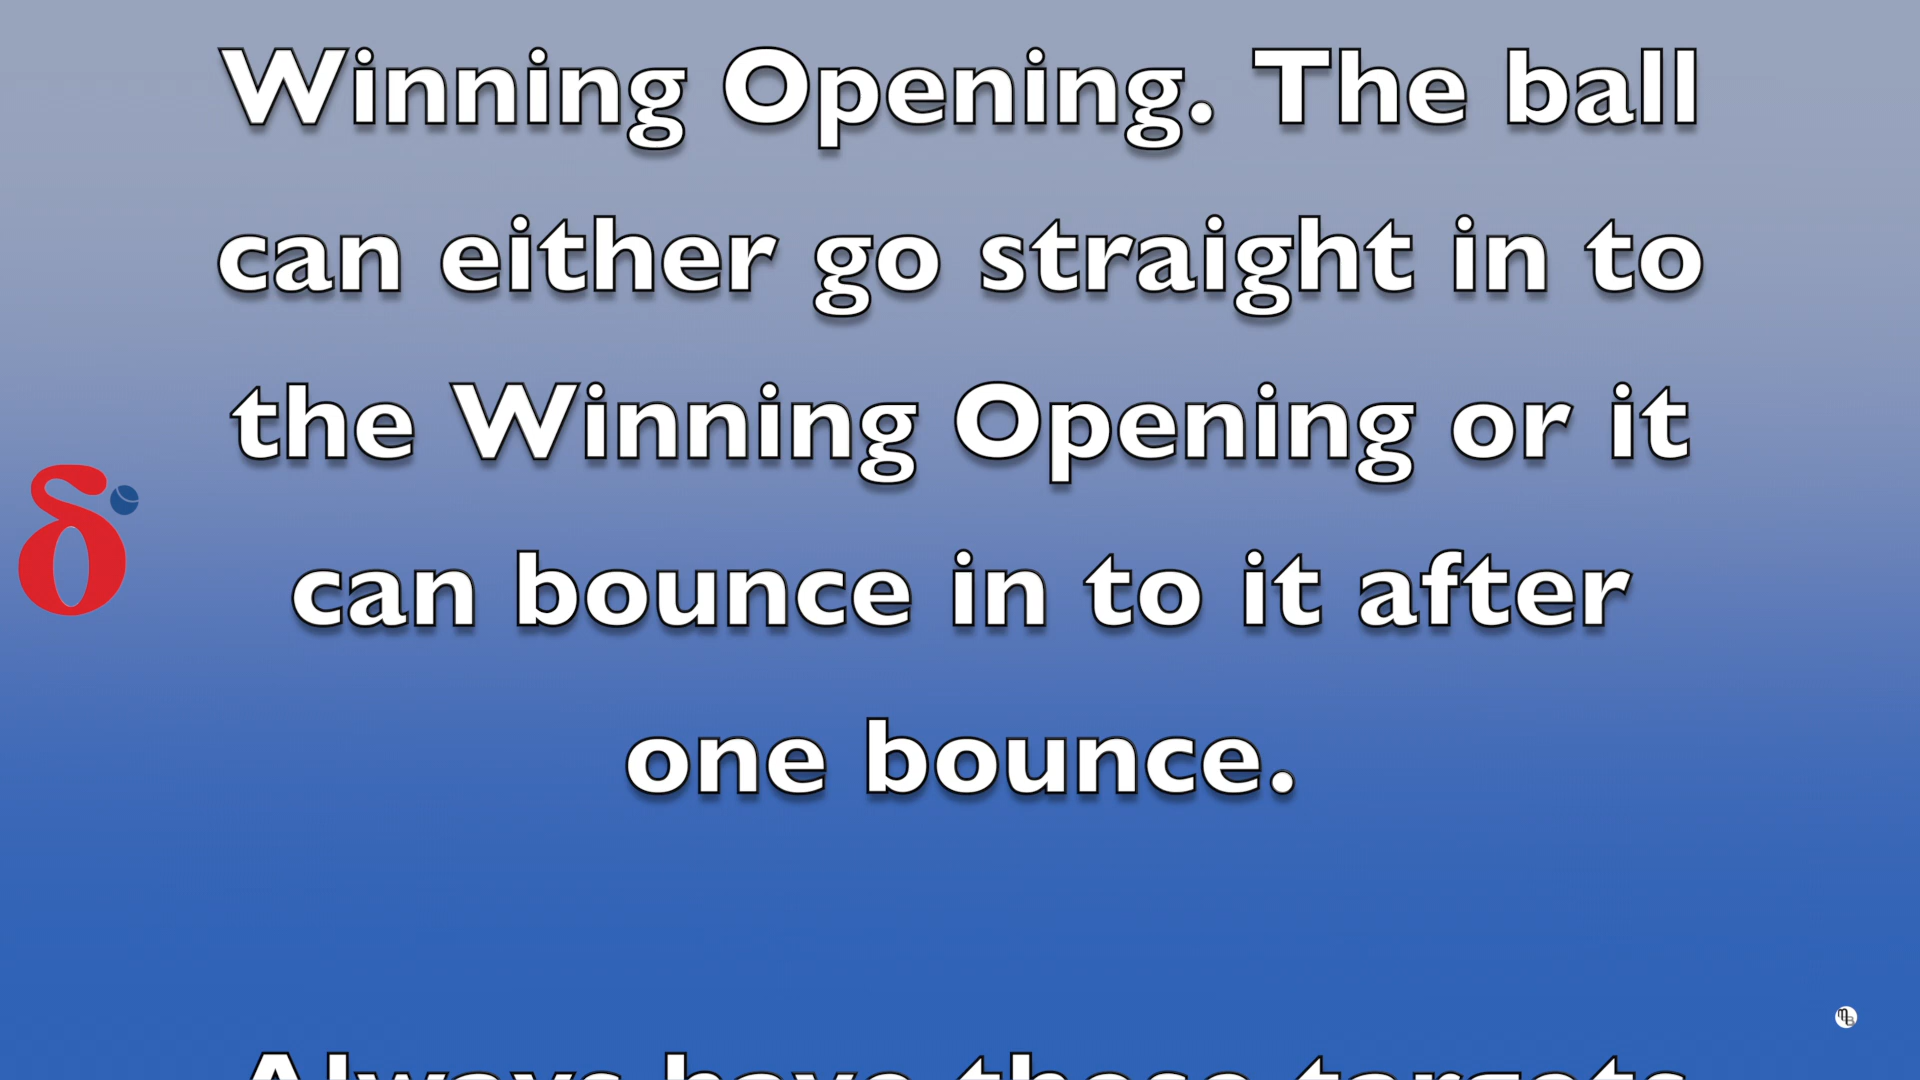 Winning Opening. The ball
can either go straight in to
the Winning Opening or it
can bounce in to it after
one bounce.
δ
Always have these targets